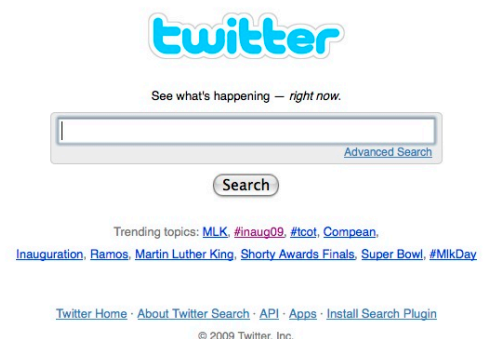 twitter
See what's happening — right now.
Advanced Search
Search
Trending topics: MLK, #inaug09, #tcot, Compean,
Inauguration, Ramos, Martin Luther King, Shorty Awards Finals, Super Bowl, #MlkDay
Twitter Home · About Twitter Search · API · Apps · Install Search Plugin
© 2009 Twitter, Inc.